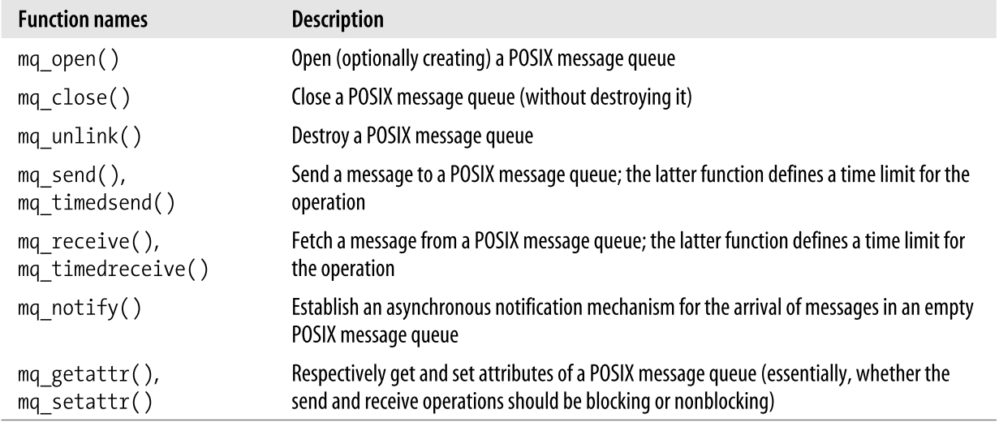 Function names Description
mq_open() Open (optionally creating) a POSIX message queue
mq_close() Close a POSIX message queue (without destroying it)
mq_unlink() Destroy a POSIX message queue
mq_send(), Send a message to a POSIX message queue; the latter function defines a time limit for the
mq_timedsend() operation
mq_receive(), Fetch a message from a POSIX message queue; the latter function defines a time limit for
mq_timedreceive() the operation
mq_notify() Establish an asynchronous notification mechanism for the arrival of messages in an empty
POSIX message queue
mq_getattr(), Respectively get and set attributes of a POSIX message queue (essentially, whether the
mq_setattr() send and receive operations should be blocking or nonblocking)